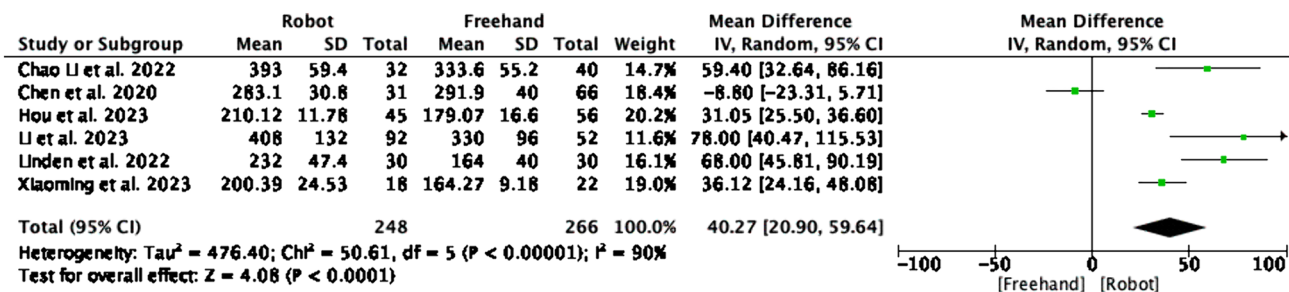 Robot Freehand Mean Difference Mean Difference
Study or Subgroup Mean SD Total Mean SD Total Weight IV, Random, 95% CI IV, Random, 95% CI
Chao Li et al. 2022 393 59.4 32 333.6 55.2 40 14.7% 59.40 [32.64, 86.16]
Chen et al. 2020 283.1 30.8 31 291.9 40 66 18.4% -8.80 [-23.31, 5.71]
Hou et al. 2023 210.12 11.78 45 179.07 16.6 56 20.2% 31.05 [25.50, 36.60]
Li et al. 2023 408 132 92 330 96 52 11.6% 78.00 [40.47, 115.53]
Linden et al. 2022 232 47.4 30 164 40 30 16.1% 68.00 [45.81, 90.19]
Xiaoming et al. 2023 200.39 24.53 18 164.27 9.18 22 19.0% 36.12 [24.16, 48.08]
Total (95% CI) 248 266 100.0% 40.27 [20.90, 59.64]
Heterogeneity: Tau² = 476.40; Chi² = 50.61, df = 5 (P < 0.00001); I² = 90%
Test for overall effect: Z = 4.08 (P < 0.0001)
-100 -50 0 50 100
[Freehand] [Robot]